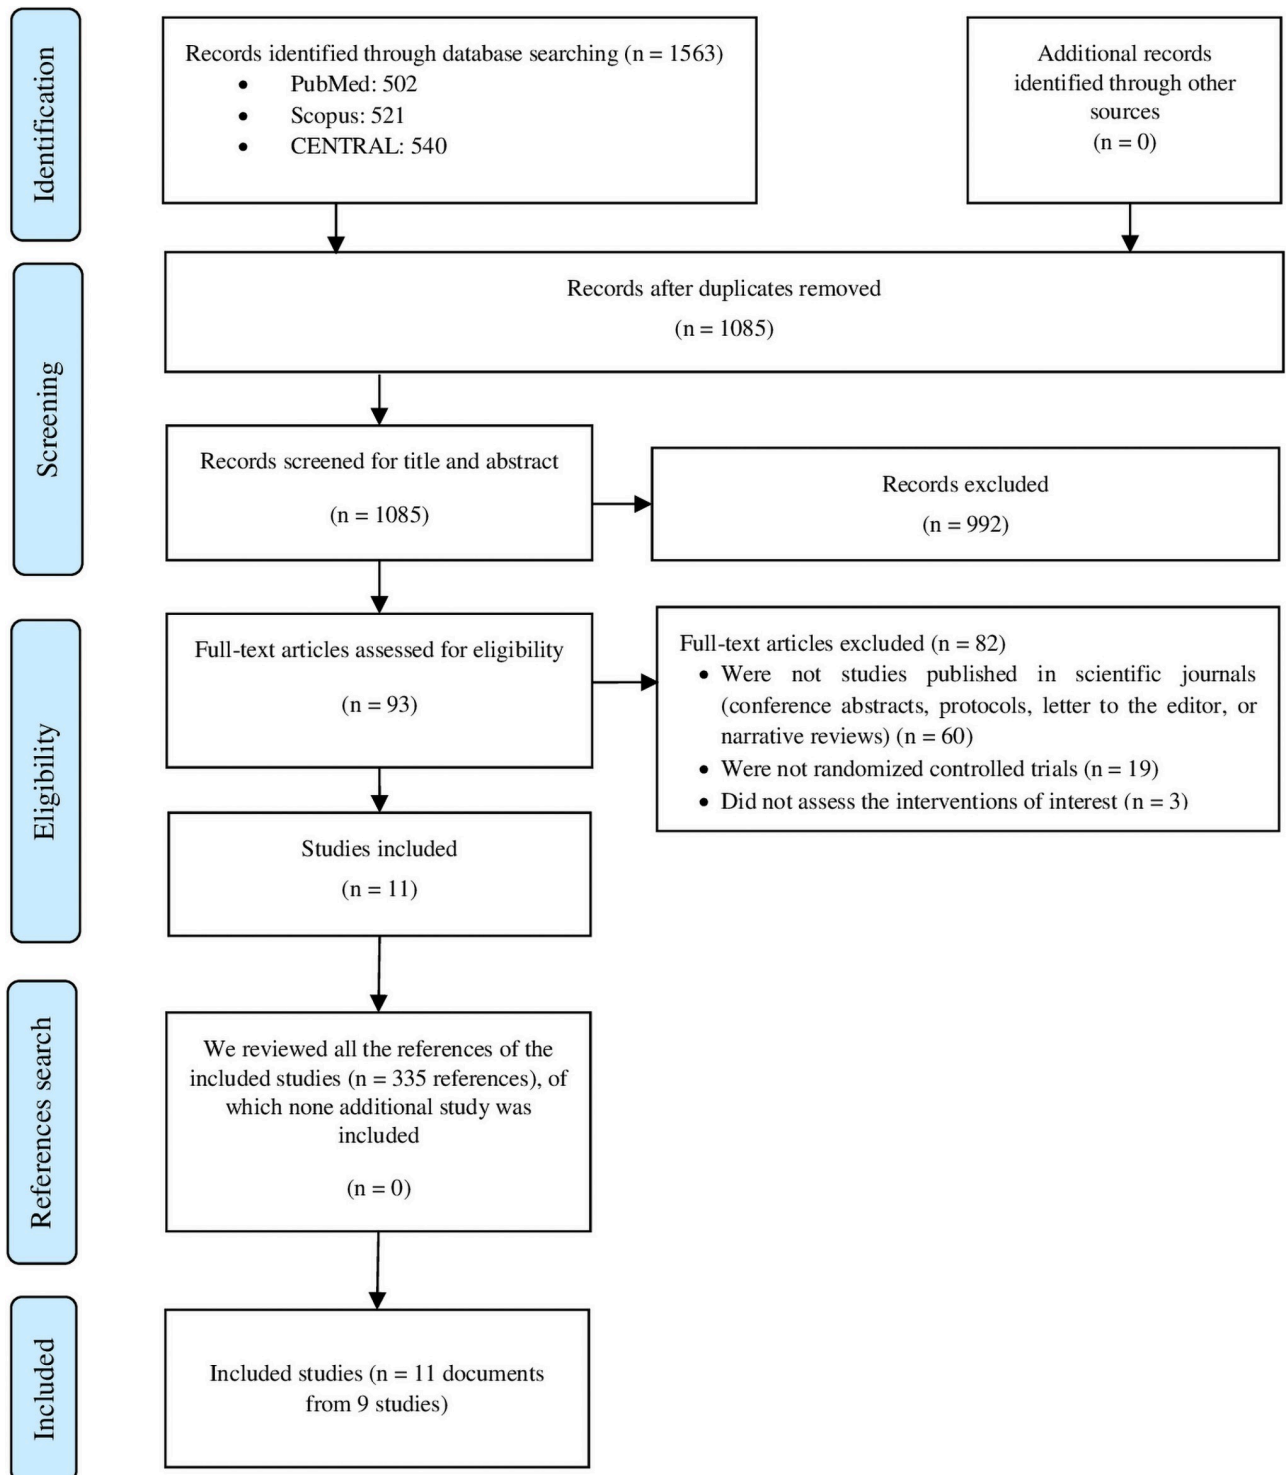 Identification
Records identified through database searching (n = 1563)
• PubMed: 502
• Scopus: 521
• CENTRAL: 540
Additional records
identified through other
sources
(n = 0)
Screening
Records after duplicates removed
(n = 1085)
Records screened for title and abstract
(n = 1085)
Records excluded
(n = 992)
Eligibility
Full-text articles assessed for eligibility
(n = 93)
Full-text articles excluded (n = 82)
• Were not studies published in scientific journals
(conference abstracts, protocols, letter to the editor, or
narrative reviews) (n = 60)
• Were not randomized controlled trials (n = 19)
• Did not assess the interventions of interest (n = 3)
Studies included
(n = 11)
References search
We reviewed all the references of the
included studies (n = 335 references), of
which none additional study was
included
(n = 0)
Included
Included studies (n = 11 documents
from 9 studies)